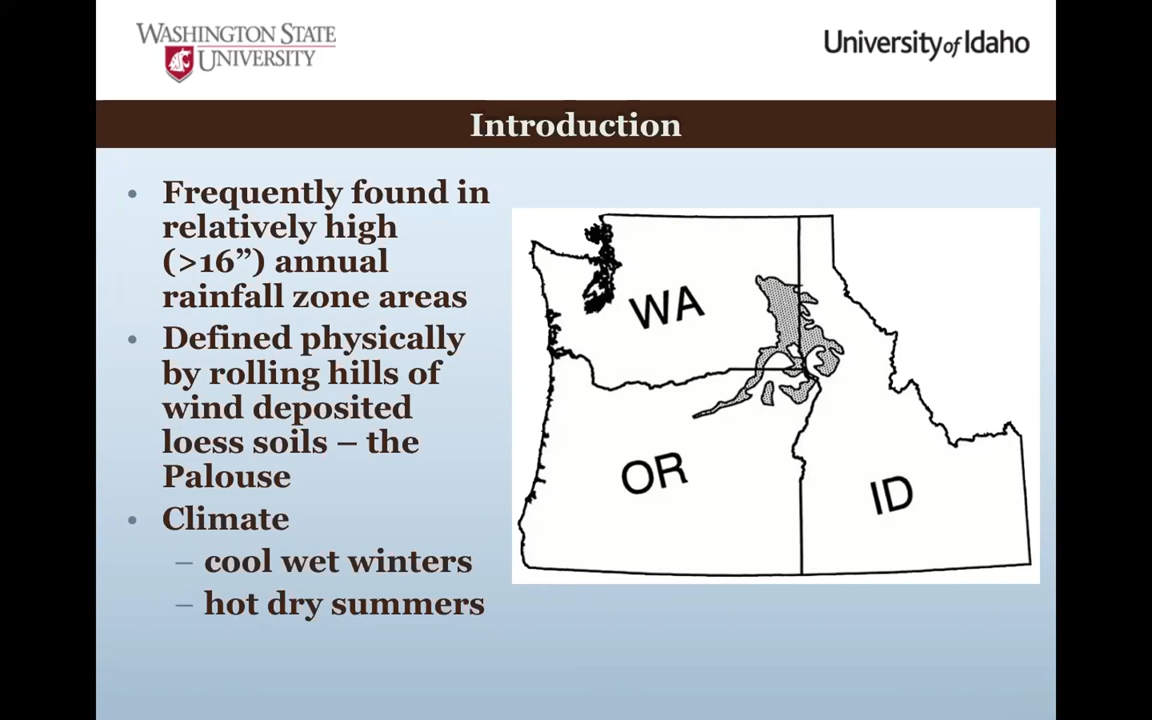 WASHINGTON STATE
UNIVERSITY
University of Idaho
Introduction
• Frequently found in
relatively high
(>16”) annual
rainfall zone areas
• Defined physically
by rolling hills of
wind deposited
loess soils – the
Palouse
• Climate
– cool wet winters
– hot dry summers
WA
OR
ID